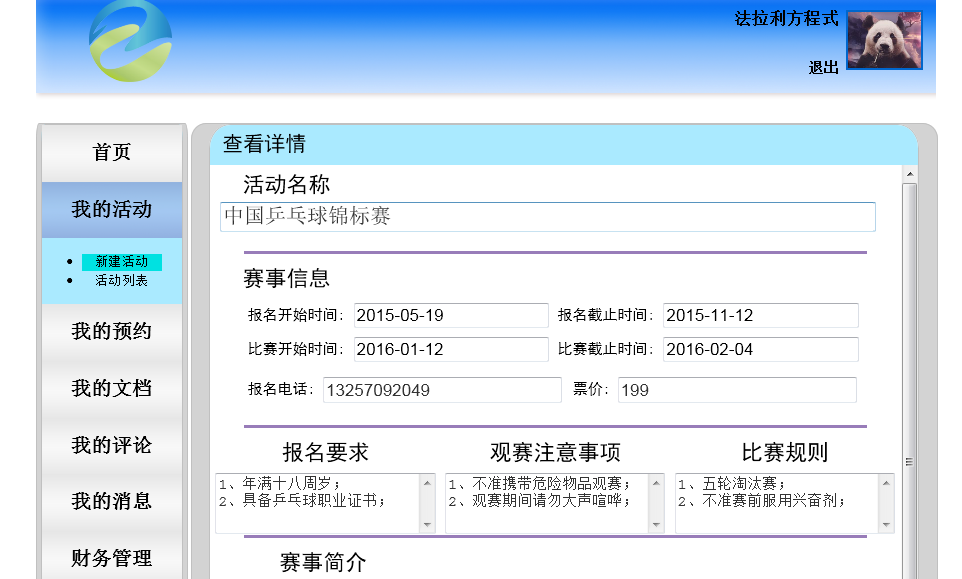 法拉利方程式
退出
首页
我的活动
新建活动
活动列表
我的预约
我的文档
我的评论
我的消息
财务管理
查看详情
活动名称
中国乒乓球锦标赛
赛事信息
报名开始时间： 2015-05-19 报名截止时间： 2015-11-12
比赛开始时间： 2016-01-12 比赛截止时间： 2016-02-04
报名电话： 13257092049 票价： 199
报名要求 观赛注意事项 比赛规则
1、年满十八周岁；
2、具备乒乓球职业证书；
1、不准携带危险物品观赛；
2、观赛期间请勿大声喧哗；
1、五轮淘汰赛；
2、不准赛前服用兴奋剂；
赛事简介